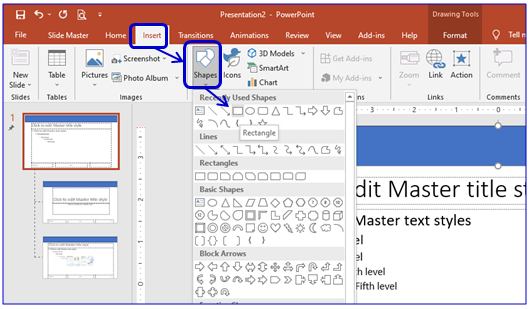 Presentation2 - PowerPoint
Drawing Tools
File
Slide Master
Home
Insert
Transitions
Animations
Review
View
Help
Format
Tell
New
Slide
Table
Tables
Pictures
Screenshot
Photo Album
Images
Shapes
Icons
3D Models
SmartArt
Chart
Get Add-ins
My Add-ins
Zoom
Link
Action
Links
Comment
Comments
Recently Used Shapes
Rectangle
Lines
Rectangles
Basic Shapes
Block Arrows
1
Click to edit Master title style
Click to edit Master title style
dit Master title st
Master text styles
el
el
th level
Fifth level